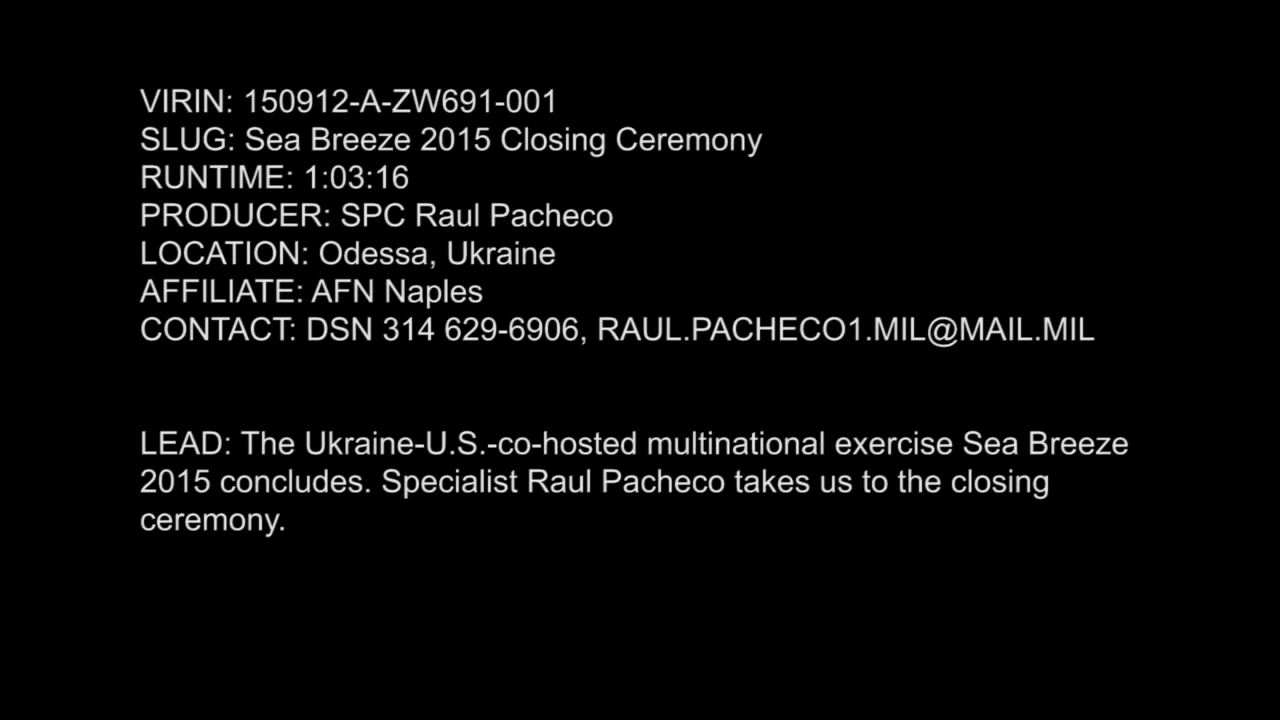 VIRIN: 150912-A-ZW691-001
SLUG: Sea Breeze 2015 Closing Ceremony
RUNTIME: 1:03:16
PRODUCER: SPC Raul Pacheco
LOCATION: Odessa, Ukraine
AFFILIATE: AFN Naples
CONTACT: DSN 314 629-6906, RAUL.PACHECO1.MIL@MAIL.MIL
LEAD: The Ukraine-U.S.-co-hosted multinational exercise Sea Breeze
2015 concludes. Specialist Raul Pacheco takes us to the closing
ceremony.